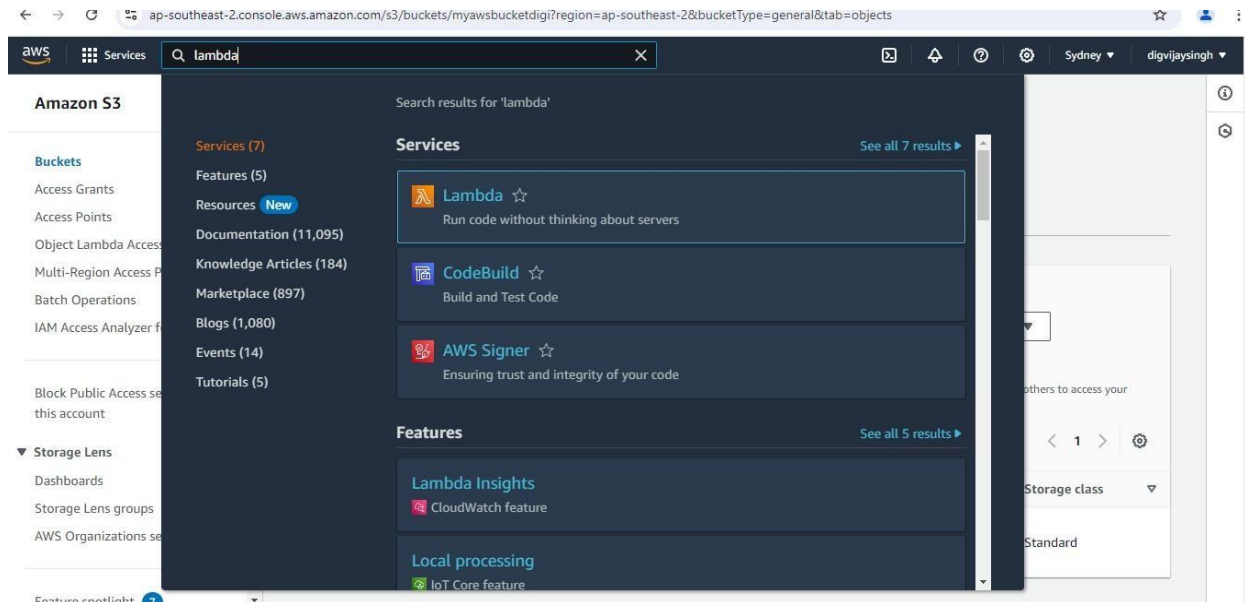 ap-southeast-2.console.aws.amazon.com/s3/buckets/myawsbucketdigi?region=ap-southeast-2&bucketType=general&tab=objects
aws
Services
lambda
Sydney
digvijaysingh
Amazon S3
Buckets
Access Grants
Access Points
Object Lambda Access
Multi-Region Access P
Batch Operations
IAM Access Analyzer f
Block Public Access se
this account
Storage Lens
Dashboards
Storage Lens groups
AWS Organizations se
Feature spotlight 7
Search results for 'lambda'
Services (7)
Features (5)
Resources New
Documentation (11,095)
Knowledge Articles (184)
Marketplace (897)
Blogs (1,080)
Events (14)
Tutorials (5)
Services
See all 7 results
Lambda
Run code without thinking about servers
CodeBuild
Build and Test Code
AWS Signer
Ensuring trust and integrity of your code
Features
See all 5 results
Lambda Insights
CloudWatch feature
Local processing
IoT Core feature
others to access your
1
Storage class
Standard